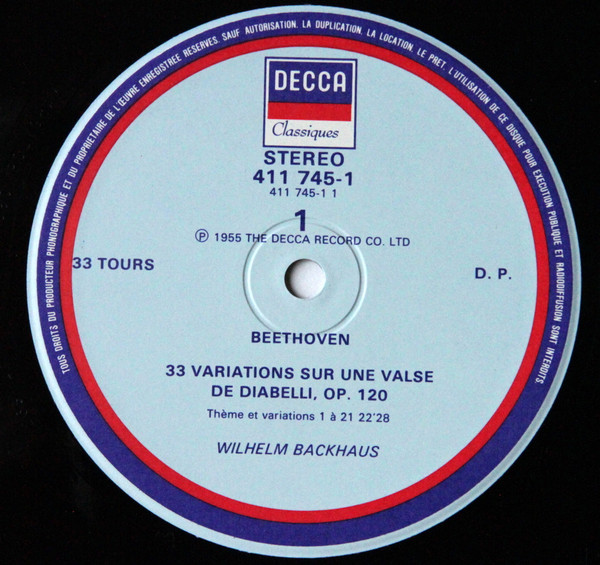 TOUS DROITS DU PRODUCTEUR PHONOGRAPHIQUE ET DU PROPRIETAIRE DE L'ŒUVRE ENREGISTREE RESERVES. SAUF AUTORISATION. LA DUPLICATION. LA LOCATION. LE PRET. L'UTILISATION DE CE DISQUE POUR EXECUTION PUBLIQUE ET RADIODIFFUSION SONT INTERDITS.
DECCA
Classiques
STEREO
411 745-1
411 745-1 1
1
℗ 1955 THE DECCA RECORD CO. LTD
33 TOURS
D. P.
BEETHOVEN
33 VARIATIONS SUR UNE VALSE
DE DIABELLI, OP. 120
Thème et variations 1 à 21 22'28
WILHELM BACKHAUS